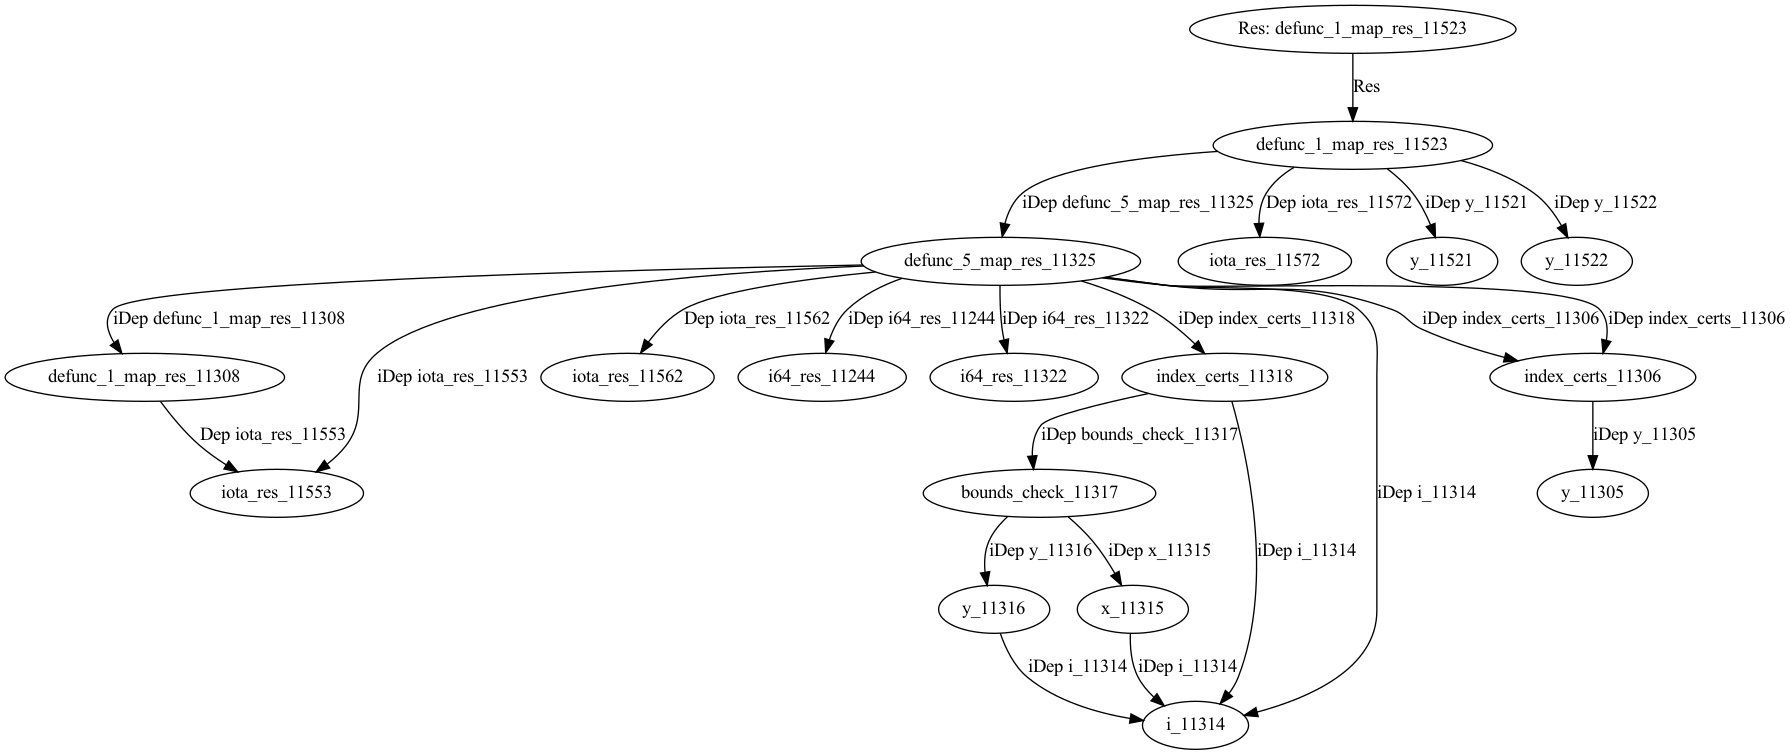 Res: defunc_1_map_res_11523
Res
defunc_1_map_res_11523
iDep defunc_5_map_res_11325
Dep iota_res_11572
iDep y_11521
iDep y_11522
defunc_5_map_res_11325
iota_res_11572
y_11521
y_11522
iDep defunc_1_map_res_11308
iDep iota_res_11553
Dep iota_res_11562
iDep i64_res_11244
iDep i64_res_11322
iDep index_certs_11318
iDep i_11314
iDep index_certs_11306
iDep index_certs_11306
defunc_1_map_res_11308
iota_res_11562
i64_res_11244
i64_res_11322
index_certs_11318
index_certs_11306
Dep iota_res_11553
iDep bounds_check_11317
iDep i_11314
iDep y_11305
iota_res_11553
bounds_check_11317
y_11305
iDep y_11316
iDep x_11315
y_11316
x_11315
iDep i_11314
iDep i_11314
i_11314